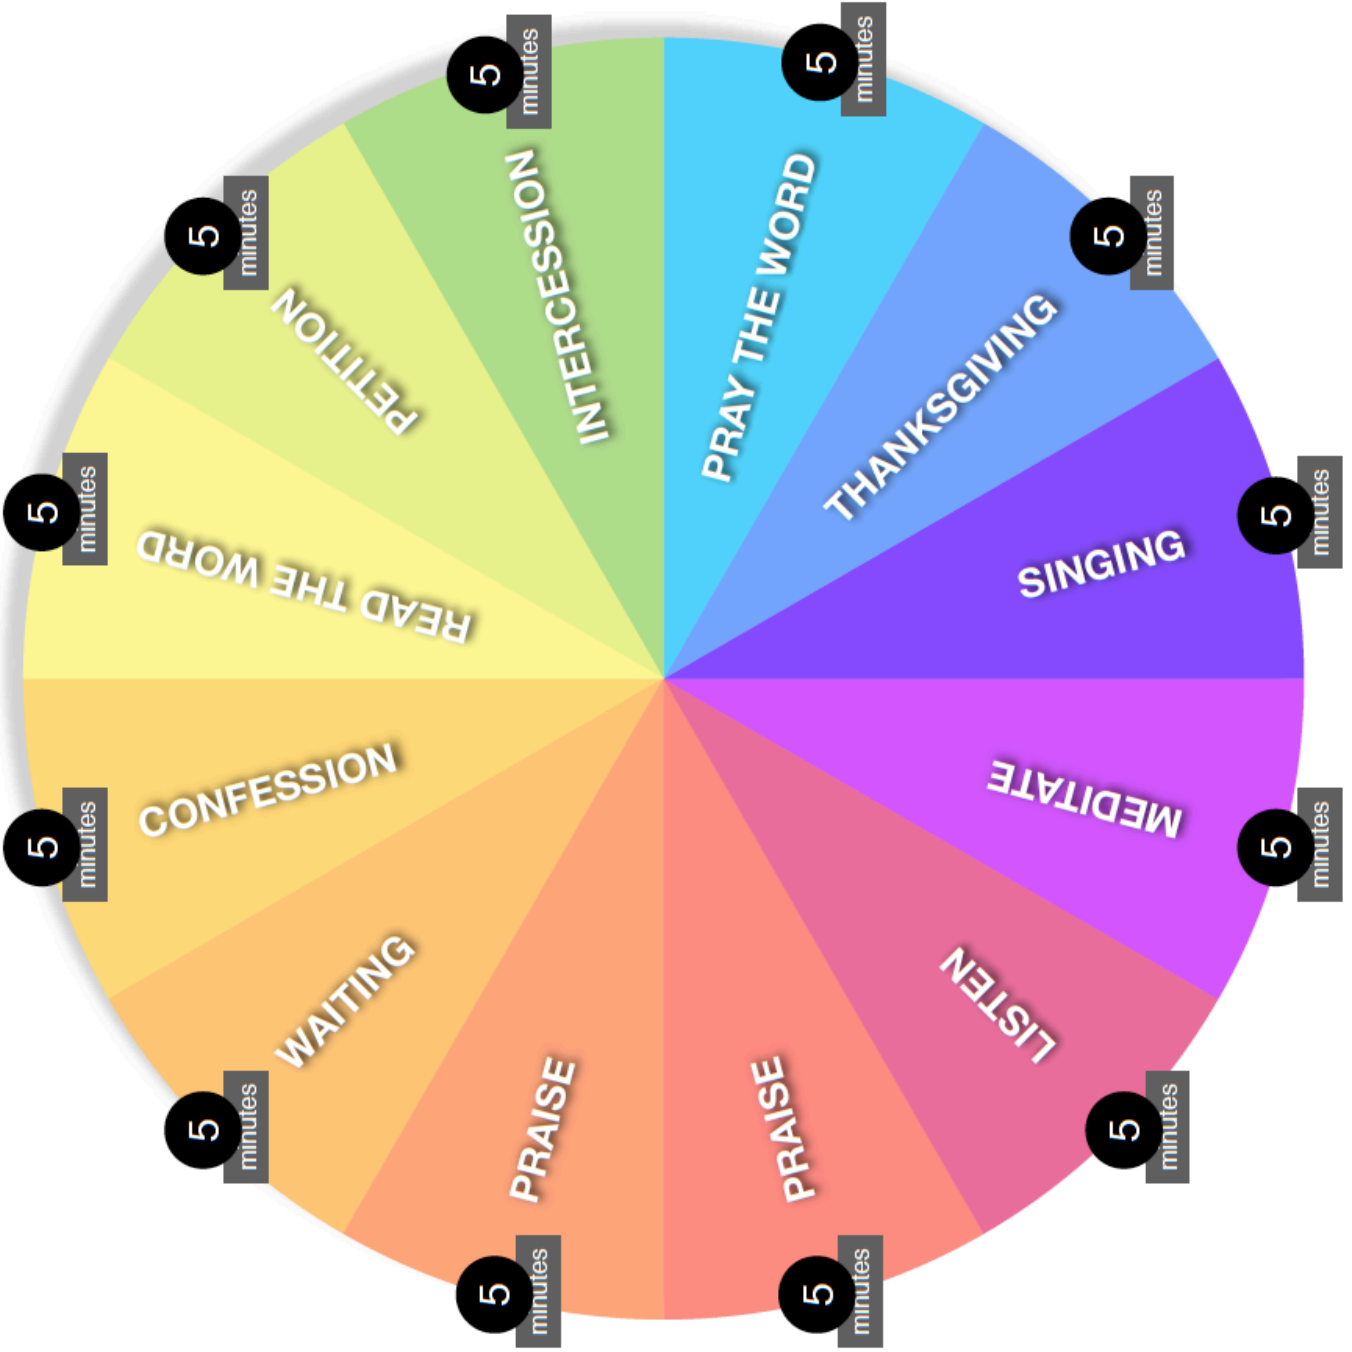 READ THE WORD
5
minutes
PETITION
5
minutes
INTERCESSION
5
minutes
PRAY THE WORD
5
minutes
THANKSGIVING
5
minutes
SINGING
5
minutes
MEDITATE
5
minutes
LISTEN
5
minutes
PRAISE
5
minutes
PRAISE
5
minutes
WAITING
5
minutes
CONFESSION
5
minutes